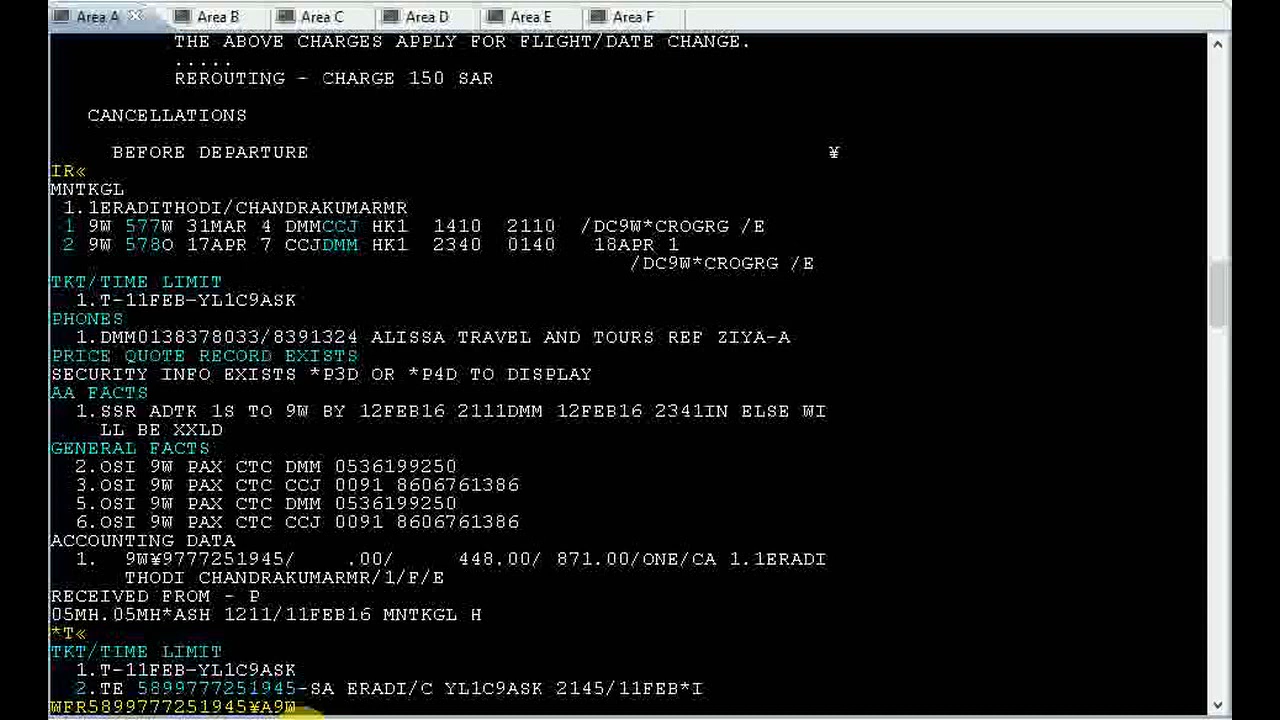 Area A
Area B
Area C
Area D
Area E
Area F
THE ABOVE CHARGES APPLY FOR FLIGHT/DATE CHANGE.
.....
REROUTING - CHARGE 150 SAR
CANCELLATIONS
BEFORE DEPARTURE ¥
IR«
MNTKGL
1.1ERADITHODI/CHANDRAKUMARMR
1 9W 577W 31MAR 4 DMMCCJ HK1 1410 2110 /DC9W*CROGRG /E
2 9W 578O 17APR 7 CCJDMM HK1 2340 0140 18APR 1
/DC9W*CROGRG /E
TKT/TIME LIMIT
1.T-11FEB-YL1C9ASK
PHONES
1.DMM0138378033/8391324 ALISSA TRAVEL AND TOURS REF ZIYA-A
PRICE QUOTE RECORD EXISTS
SECURITY INFO EXISTS *P3D OR *P4D TO DISPLAY
AA FACTS
1.SSR ADTK 1S TO 9W BY 12FEB16 2111DMM 12FEB16 2341IN ELSE WI
LL BE XXLD
GENERAL FACTS
2.OSI 9W PAX CTC DMM 0536199250
3.OSI 9W PAX CTC CCJ 0091 8606761386
5.OSI 9W PAX CTC DMM 0536199250
6.OSI 9W PAX CTC CCJ 0091 8606761386
ACCOUNTING DATA
1. 9W¥9777251945/ .00/ 448.00/ 871.00/ONE/CA 1.1ERADI
THODI CHANDRAKUMARMR/1/F/E
RECEIVED FROM - P
05MH.05MH*ASH 1211/11FEB16 MNTKGL H
*T«
TKT/TIME LIMIT
1.T-11FEB-YL1C9ASK
2.TE 5899777251945-SA ERADI/C YL1C9ASK 2145/11FEB*I
WFR5899777251945¥A9W